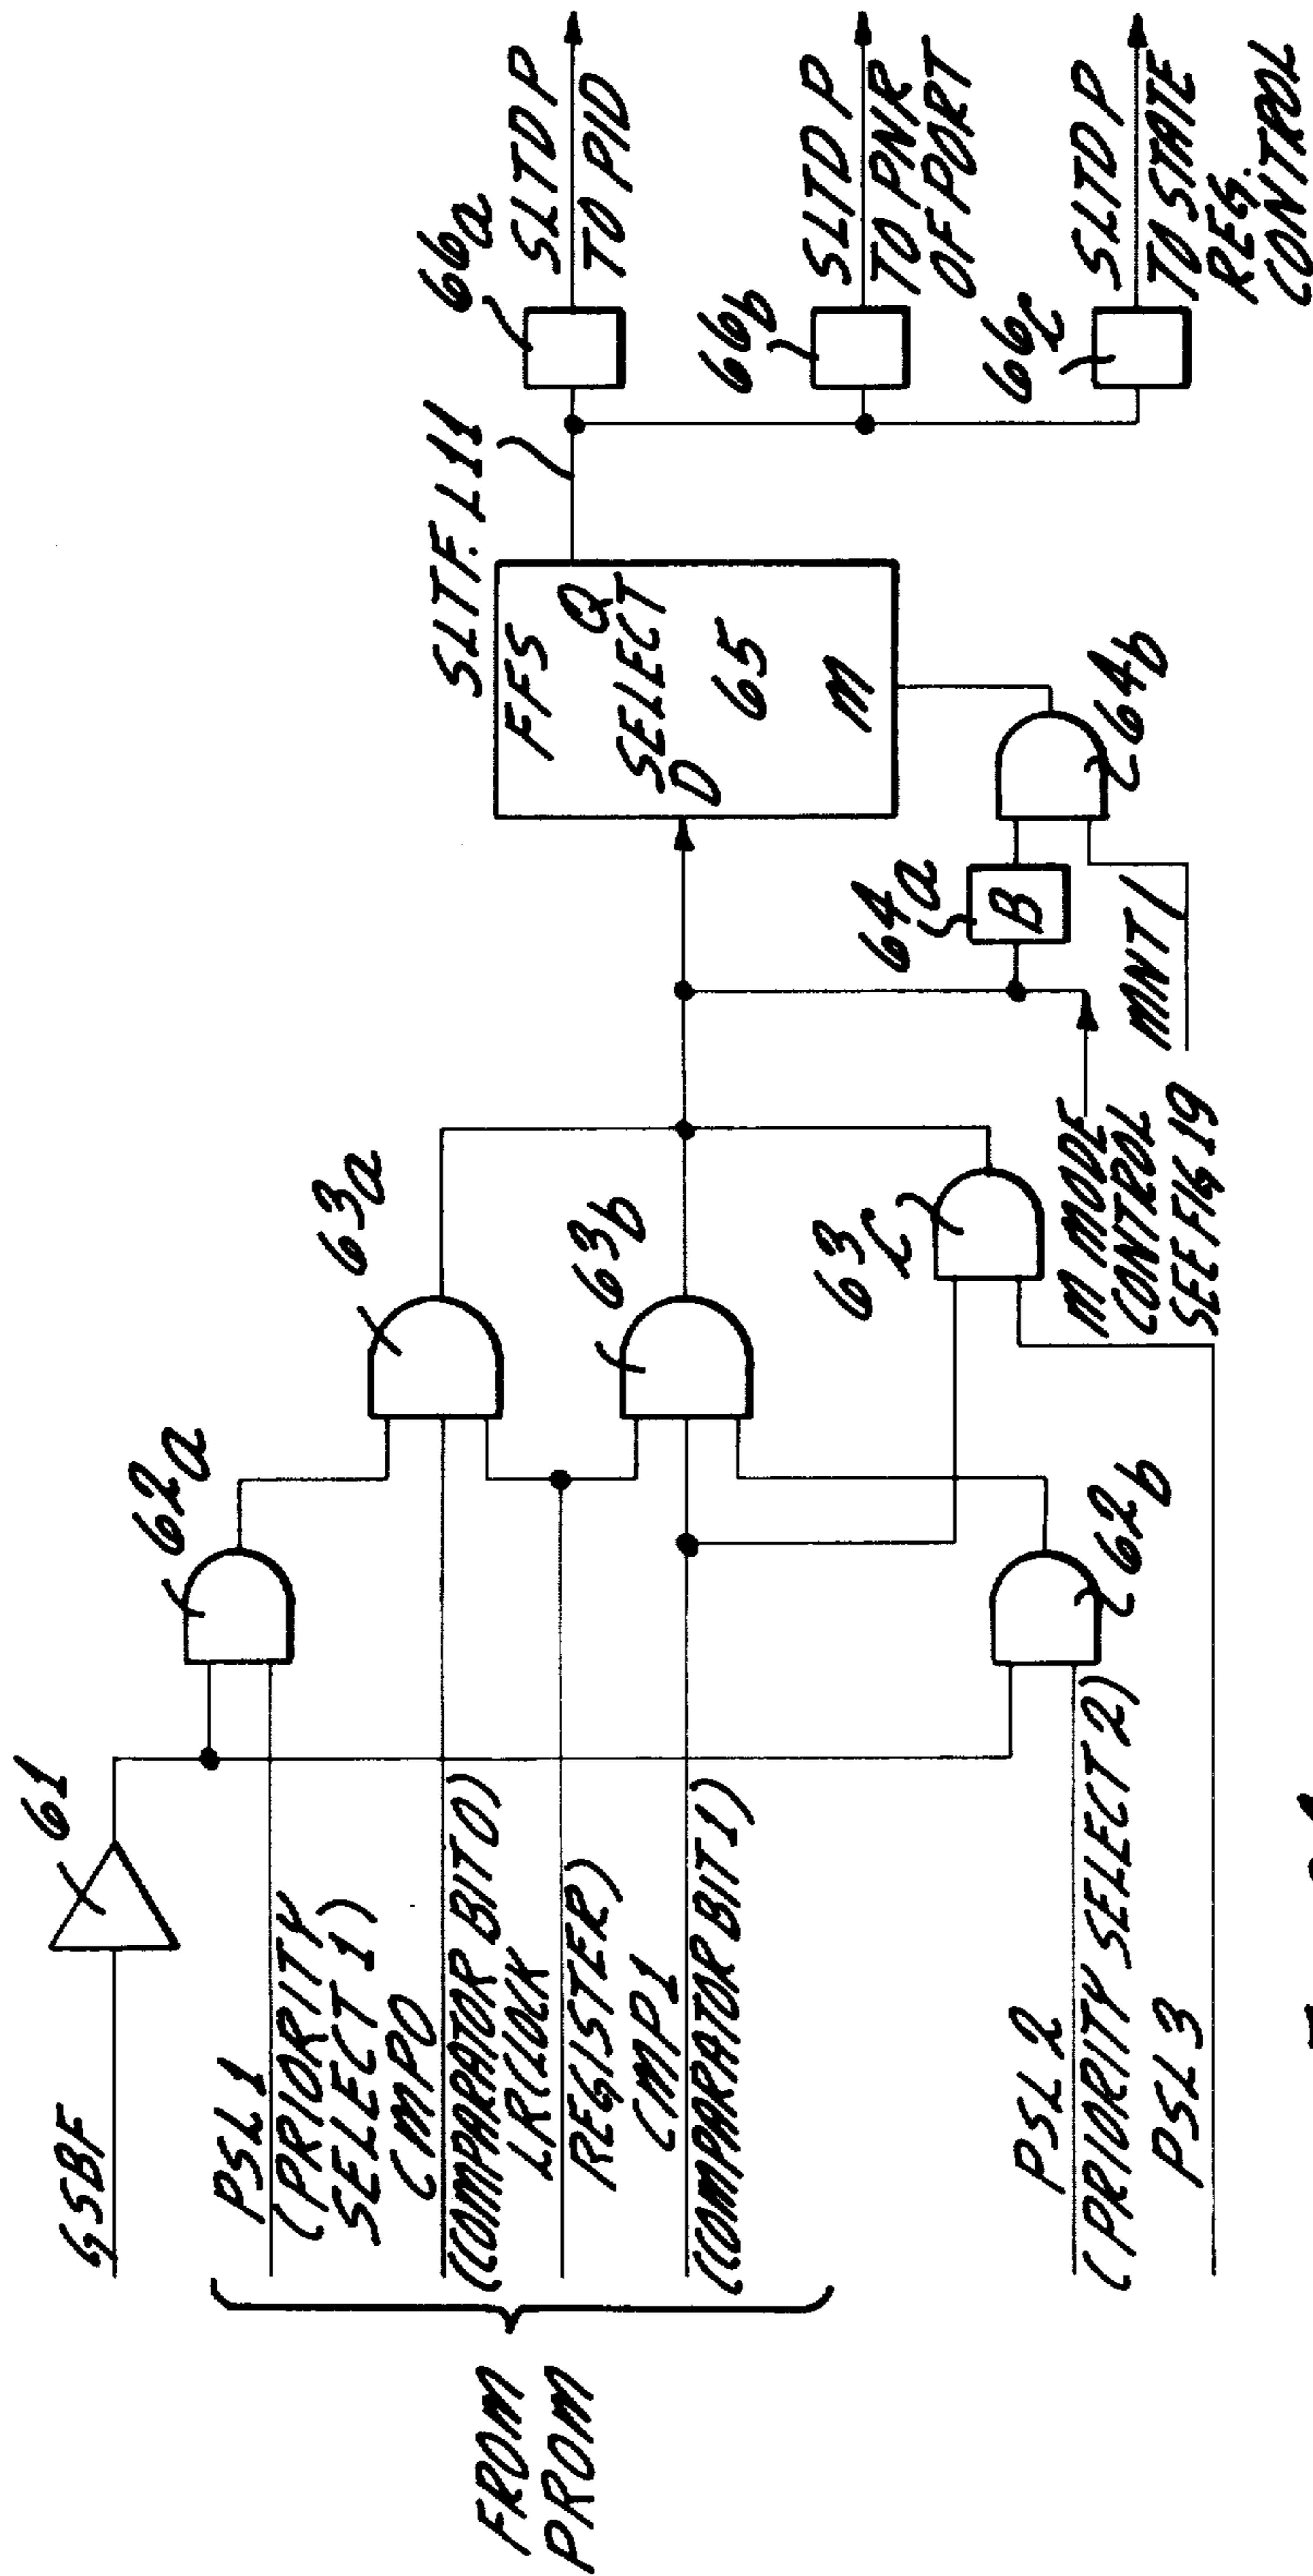 GSBF
61
PSL1
(PRIORITY
SELECT 1)
CMP0
(COMPARATOR BIT 0)
LR(LOCK
REGISTER)
CMP1
(COMPARATOR BIT 1)
FROM
PROM
PSL2
(PRIORITY SELECT 2)
PSL3
62a
62b
63a
63b
63c
M MODE
CONTROL
SEE FIG 19
MNT1
64a
B
64b
SLTF.L11
FFS
Q
SELECT
D
65
M
66a
SLTD P
TO PID
66b
SLTD P
TO PNR
OF PORT
66c
SLTD P
TO STATE
REG.
CONTROL